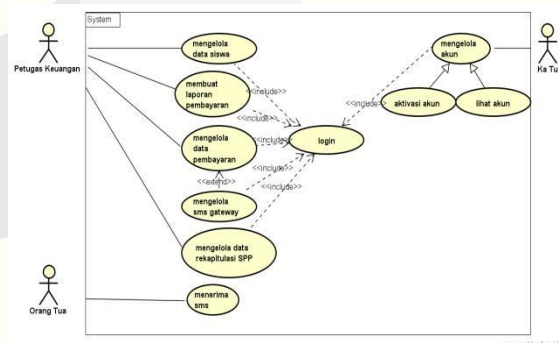 System
Petugas Keuangan
mengelola
data siswa
<<include>>
membuat
laporan
pembayaran
<<include>>
mengelola
data
pembayaran
<<include>>
<<extend>>
mengelola
sms gateway
<<include>>
<<include>>
mengelola data
rekapitulasi SPP
login
mengelola
akun
Ka Tu
<<include>>
aktivasi akun
lihat akun
Orang Tua
menerima
sms